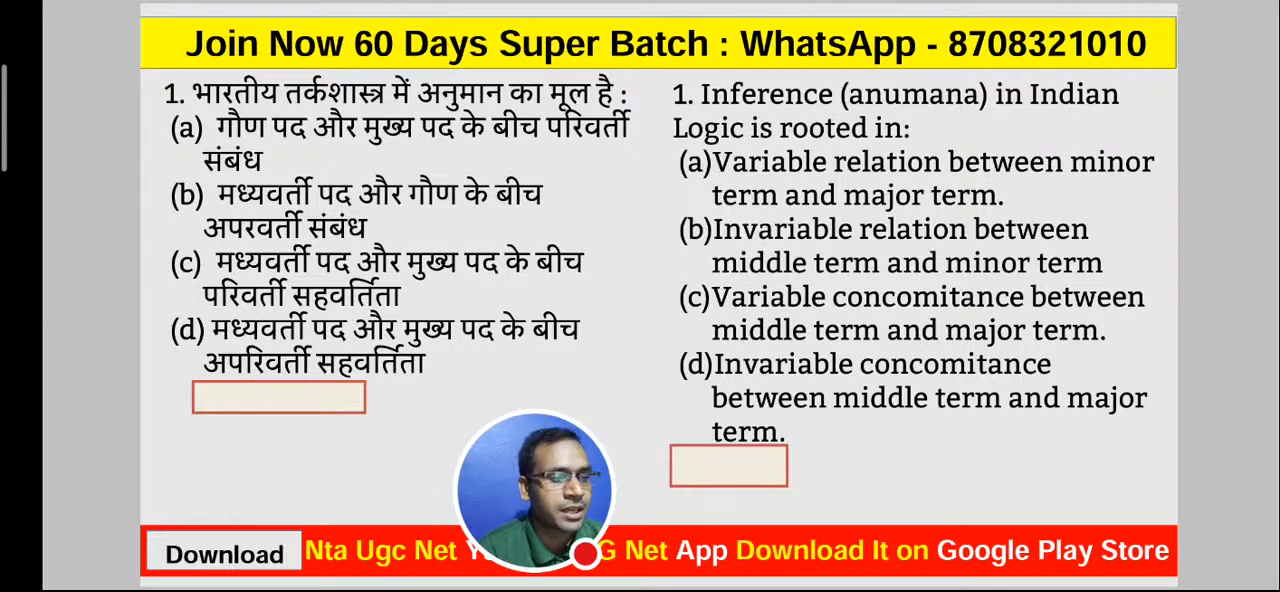 Join Now 60 Days Super Batch : WhatsApp - 8708321010
1. भारतीय तर्कशास्त्र में अनुमान का मूल है :
(a) गौण पद और मुख्य पद के बीच परिवर्ती
संबंध
(b) मध्यवर्ती पद और गौण के बीच
अपरवर्ती संबंध
(c) मध्यवर्ती पद और मुख्य पद के बीच
परिवर्ती सहवर्तिता
(d) मध्यवर्ती पद और मुख्य पद के बीच
अपरिवर्ती सहवर्तिता
1. Inference (anumana) in Indian
Logic is rooted in:
(a)Variable relation between minor
term and major term.
(b)Invariable relation between
middle term and minor term
(c)Variable concomitance between
middle term and major term.
(d)Invariable concomitance
between middle term and major
term.
Download Nta Ugc Net G Net App Download It on Google Play Store